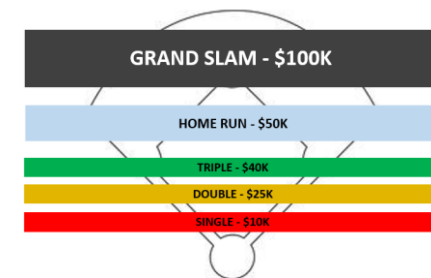 GRAND SLAM - $100K
HOME RUN - $50K
TRIPLE - $40K
DOUBLE - $25K
SINGLE - $10K